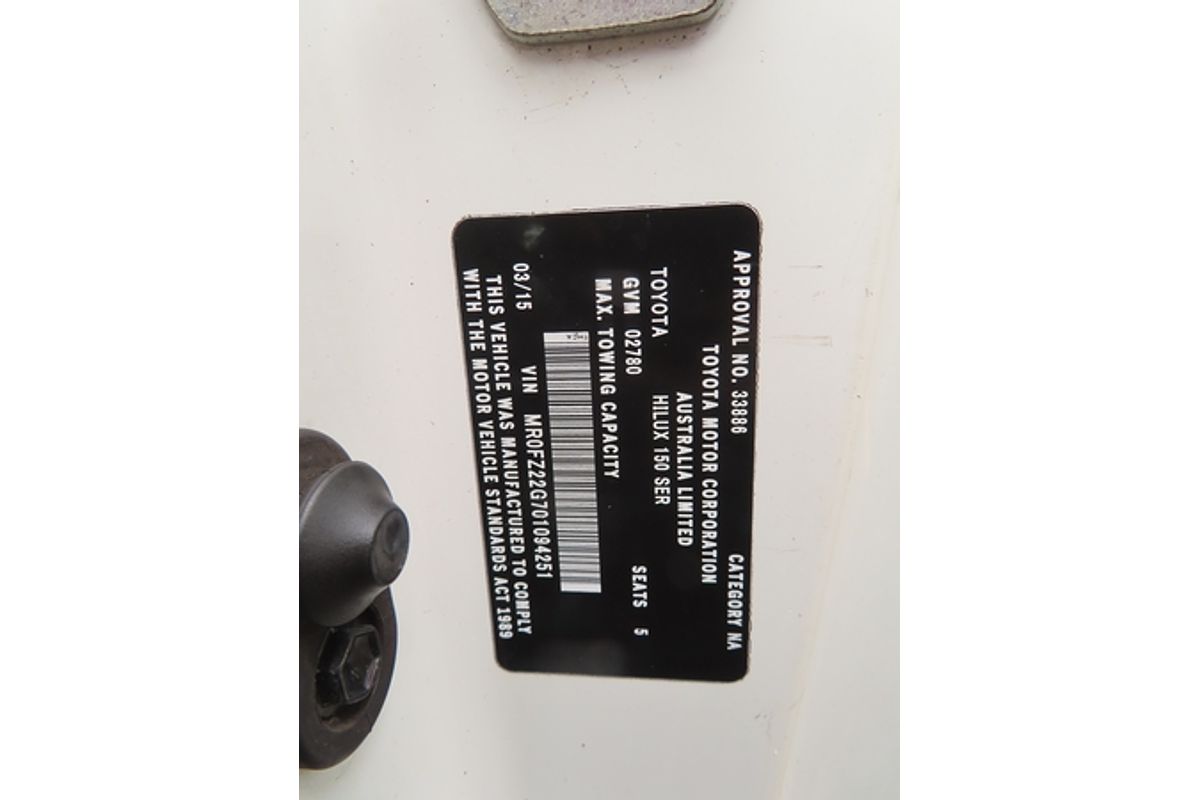 APPROVAL NO. 33886 CATEGORY NA
TOYOTA MOTOR CORPORATION
AUSTRALIA LIMITED
TOYOTA HILUX 150 SER
GVM 02780 SEATS 5
MAX. TOWING CAPACITY
03/15 VIN MR0FZ22G701094251
THIS VEHICLE WAS MANUFACTURED TO COMPLY
WITH THE MOTOR VEHICLE STANDARDS ACT 1989